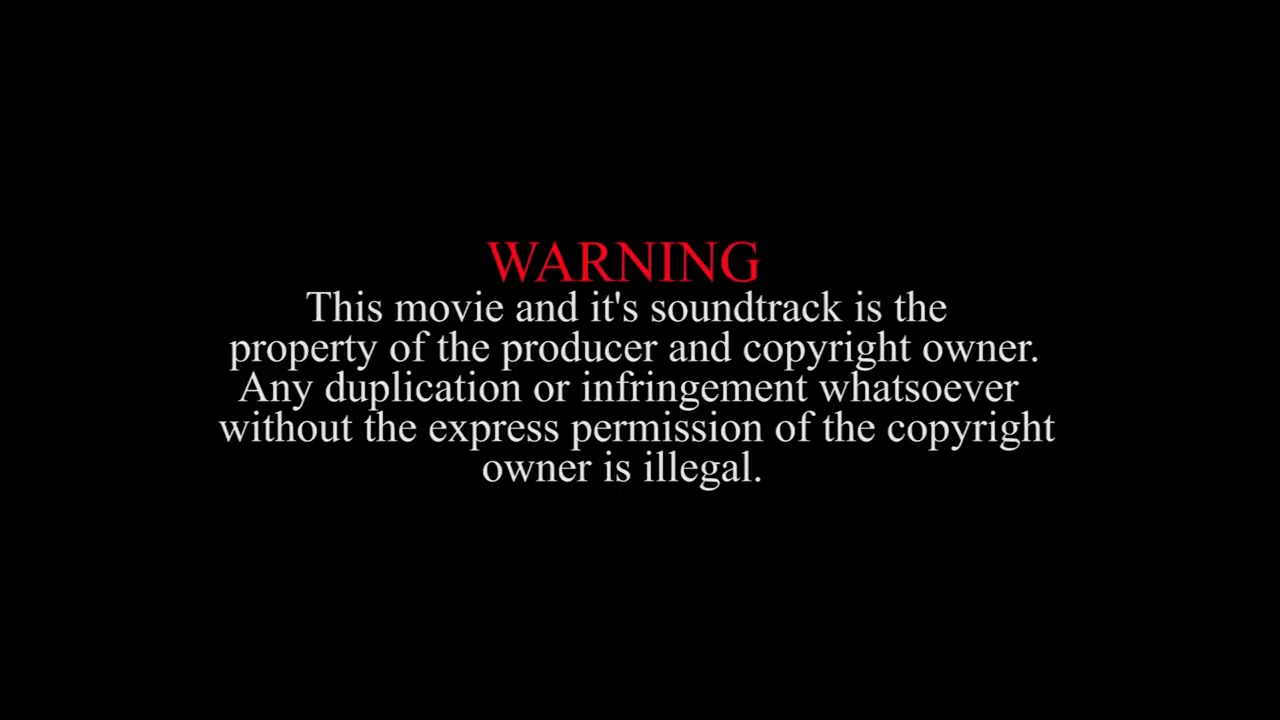 WARNING
This movie and it's soundtrack is the
property of the producer and copyright owner.
Any duplication or infringement whatsoever
without the express permission of the copyright
owner is illegal.